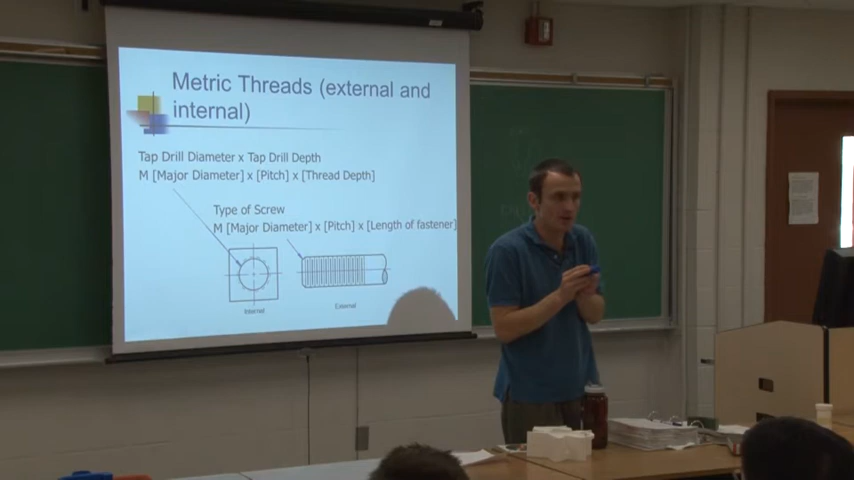 Metric Threads (external and
internal)
Tap Drill Diameter x Tap Drill Depth
M [Major Diameter] x [Pitch] x [Thread Depth]
Type of Screw
M [Major Diameter] x [Pitch] x [Length of fastener]
Internal
External